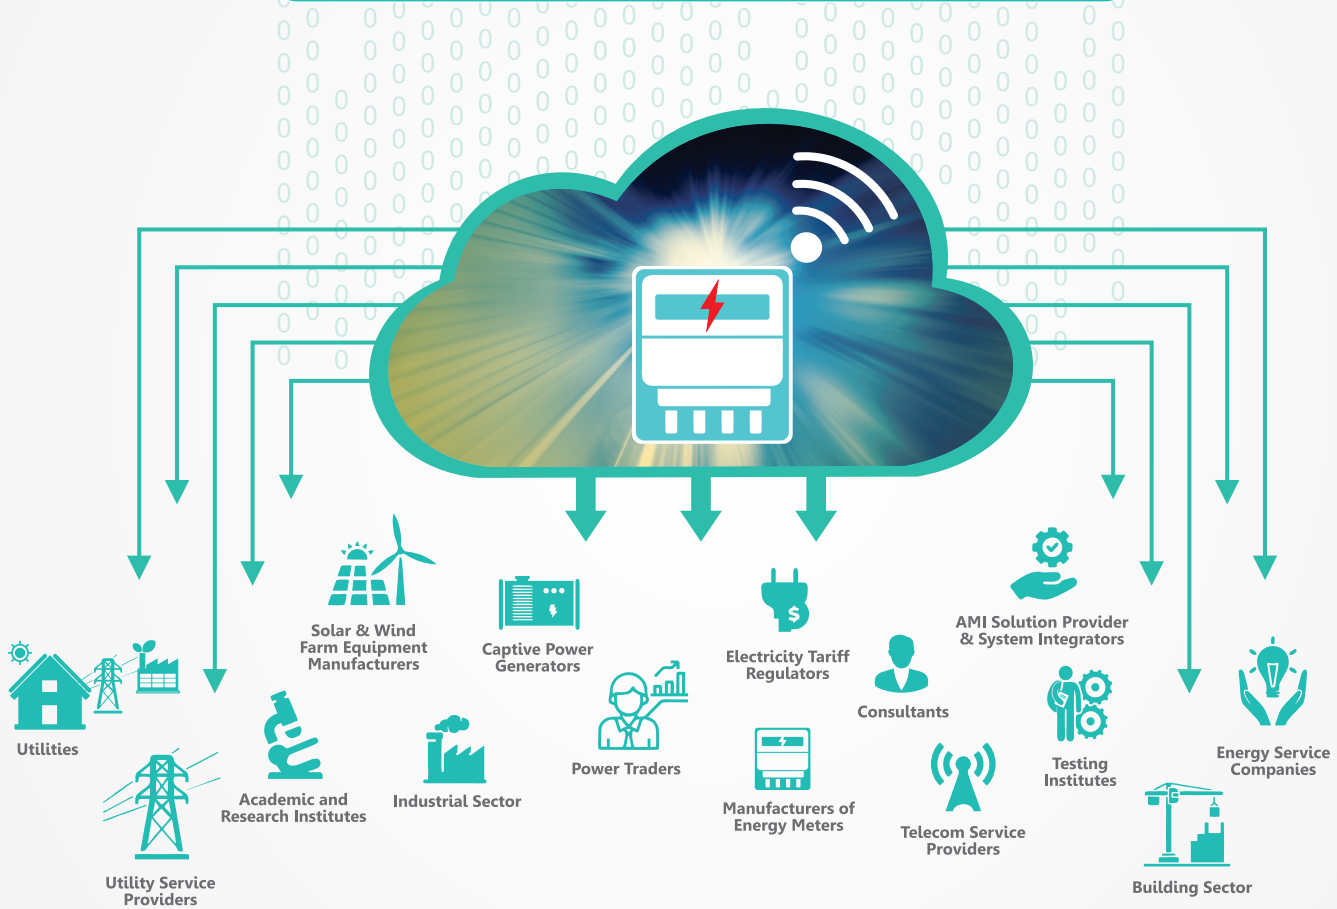 Solar & Wind
Farm Equipment
Manufacturers
Captive Power
Generators
Electricity Tariff
Regulators
AMI Solution Provider
& System Integrators
Utilities
Academic and
Research Institutes
Industrial Sector
Power Traders
Manufacturers of
Energy Meters
Consultants
Telecom Service
Providers
Testing
Institutes
Energy Service
Companies
Utility Service
Providers
Building Sector